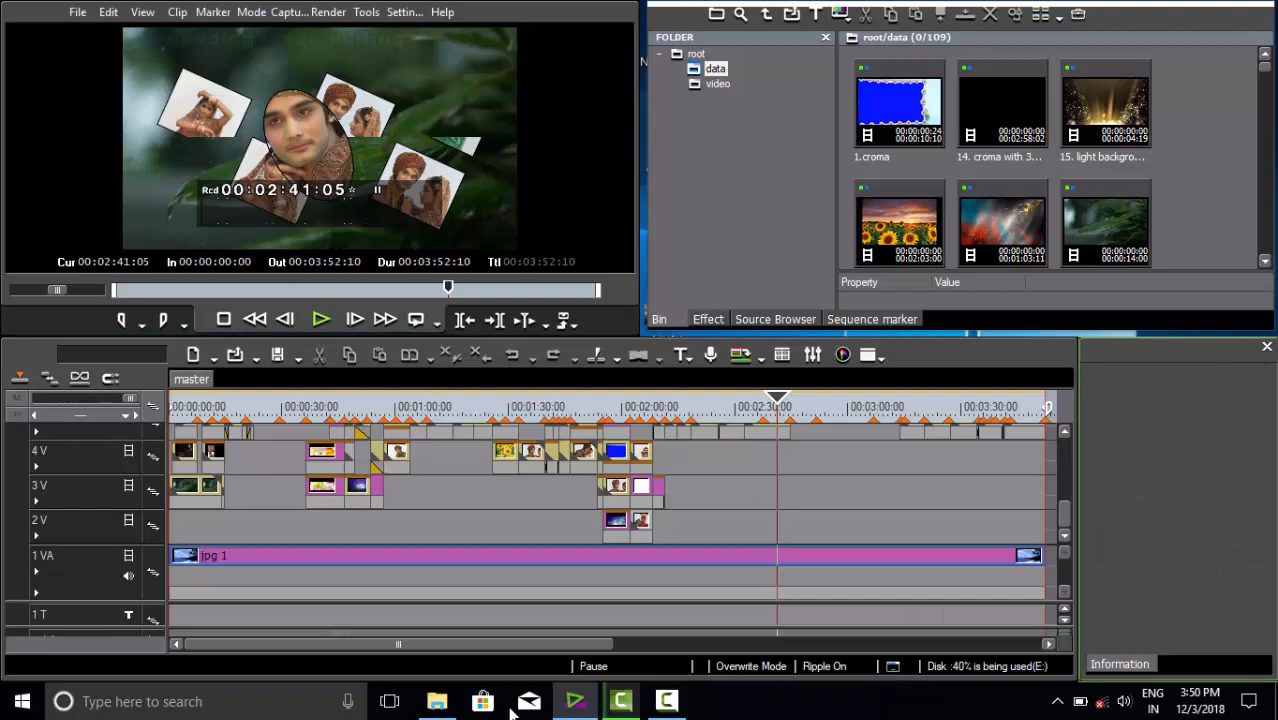 File Edit View Clip Marker Mode Captu... Render Tools Settin... Help
Rcd 00:02:41:05
Cur 00:02:41:05 In 00:00:00:00 Out 00:03:52:10 Dur 00:03:52:10 Ttl 00:03:52:10
FOLDER
root
data
video
root/data (0/109)
00:00:00:24
00:00:10:10
1.croma
00:00:00:00
00:02:58:02
14. croma with 3...
00:00:00:00
00:00:04:19
15. light backgro...
00:00:00:00
00:02:03:00
00:00:00:00
00:01:03:11
00:00:00:00
00:00:14:00
Property Value
Bin Effect Source Browser Sequence marker
master
00:00:00:00 00:00:30:00 00:01:00:00 00:01:30:00 00:02:00:00 00:02:30:00 00:03:00:00 00:03:30:00
4 V
3 V
2 V
1 VA
jpg 1
1 T
Pause Overwrite Mode Ripple On Disk :40% is being used(E:)
Information
Type here to search
ENG
IN
3:50 PM
12/3/2018